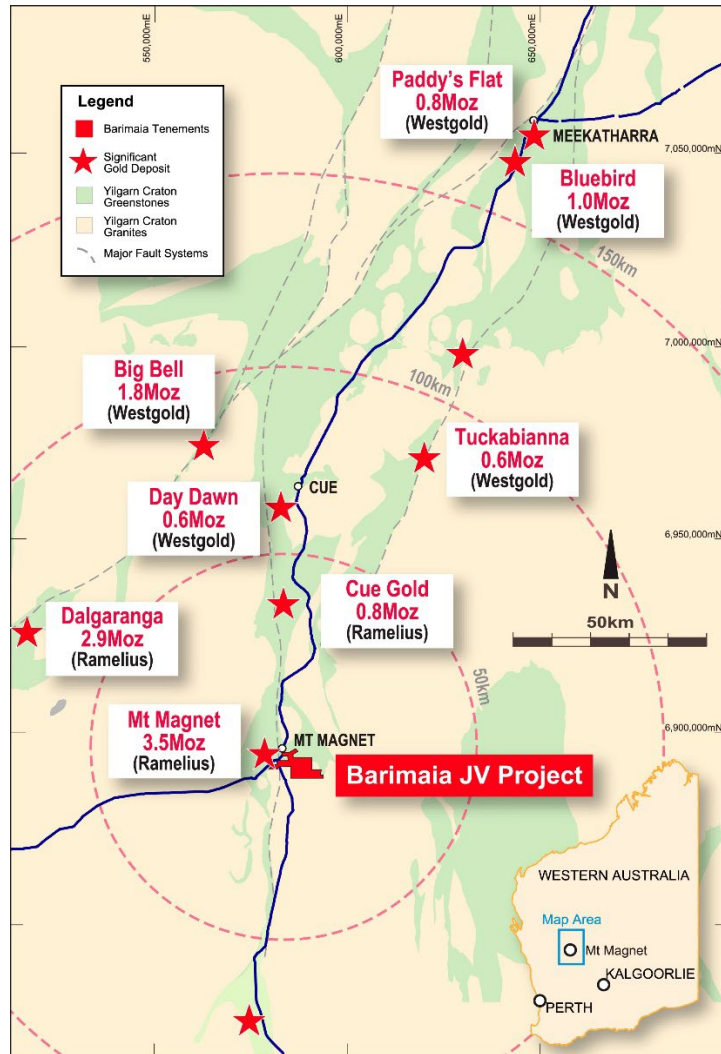 550,000mE
600,000mE
650,000mE
Legend
Barimaia Tenements
Significant
Gold Deposit
Yilgarn Craton
Greenstones
Yilgarn Craton
Granites
Major Fault Systems
Paddy's Flat
0.8Moz
(Westgold)
MEEKATHARRA
7,050,000mN
Bluebird
1.0Moz
(Westgold)
150km
7,000,000mN
Big Bell
1.8Moz
(Westgold)
100km
Tuckabianna
0.6Moz
(Westgold)
CUE
Day Dawn
0.6Moz
(Westgold)
6,950,000mN
N
50km
Cue Gold
0.8Moz
(Ramelius)
Dalgaranga
2.9Moz
(Ramelius)
50km
Mt Magnet
3.5Moz
(Ramelius)
MT MAGNET
6,900,000mN
Barimaia JV Project
WESTERN AUSTRALIA
Map Area
Mt Magnet
KALGOORLIE
PERTH